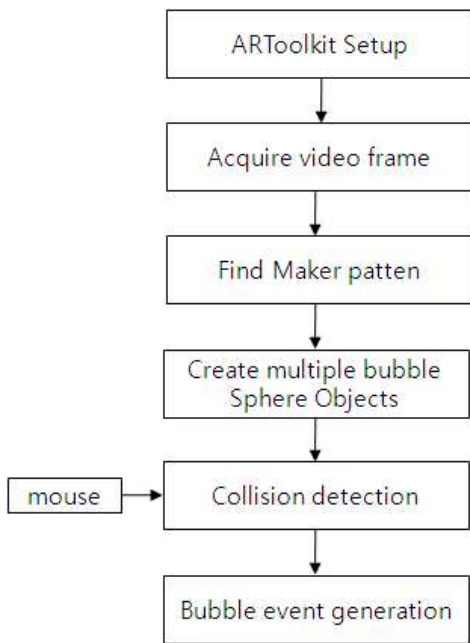 ARToolkit Setup
Acquire video frame
Find Maker patten
Create multiple bubble
Sphere Objects
mouse
Collision detection
Bubble event generation